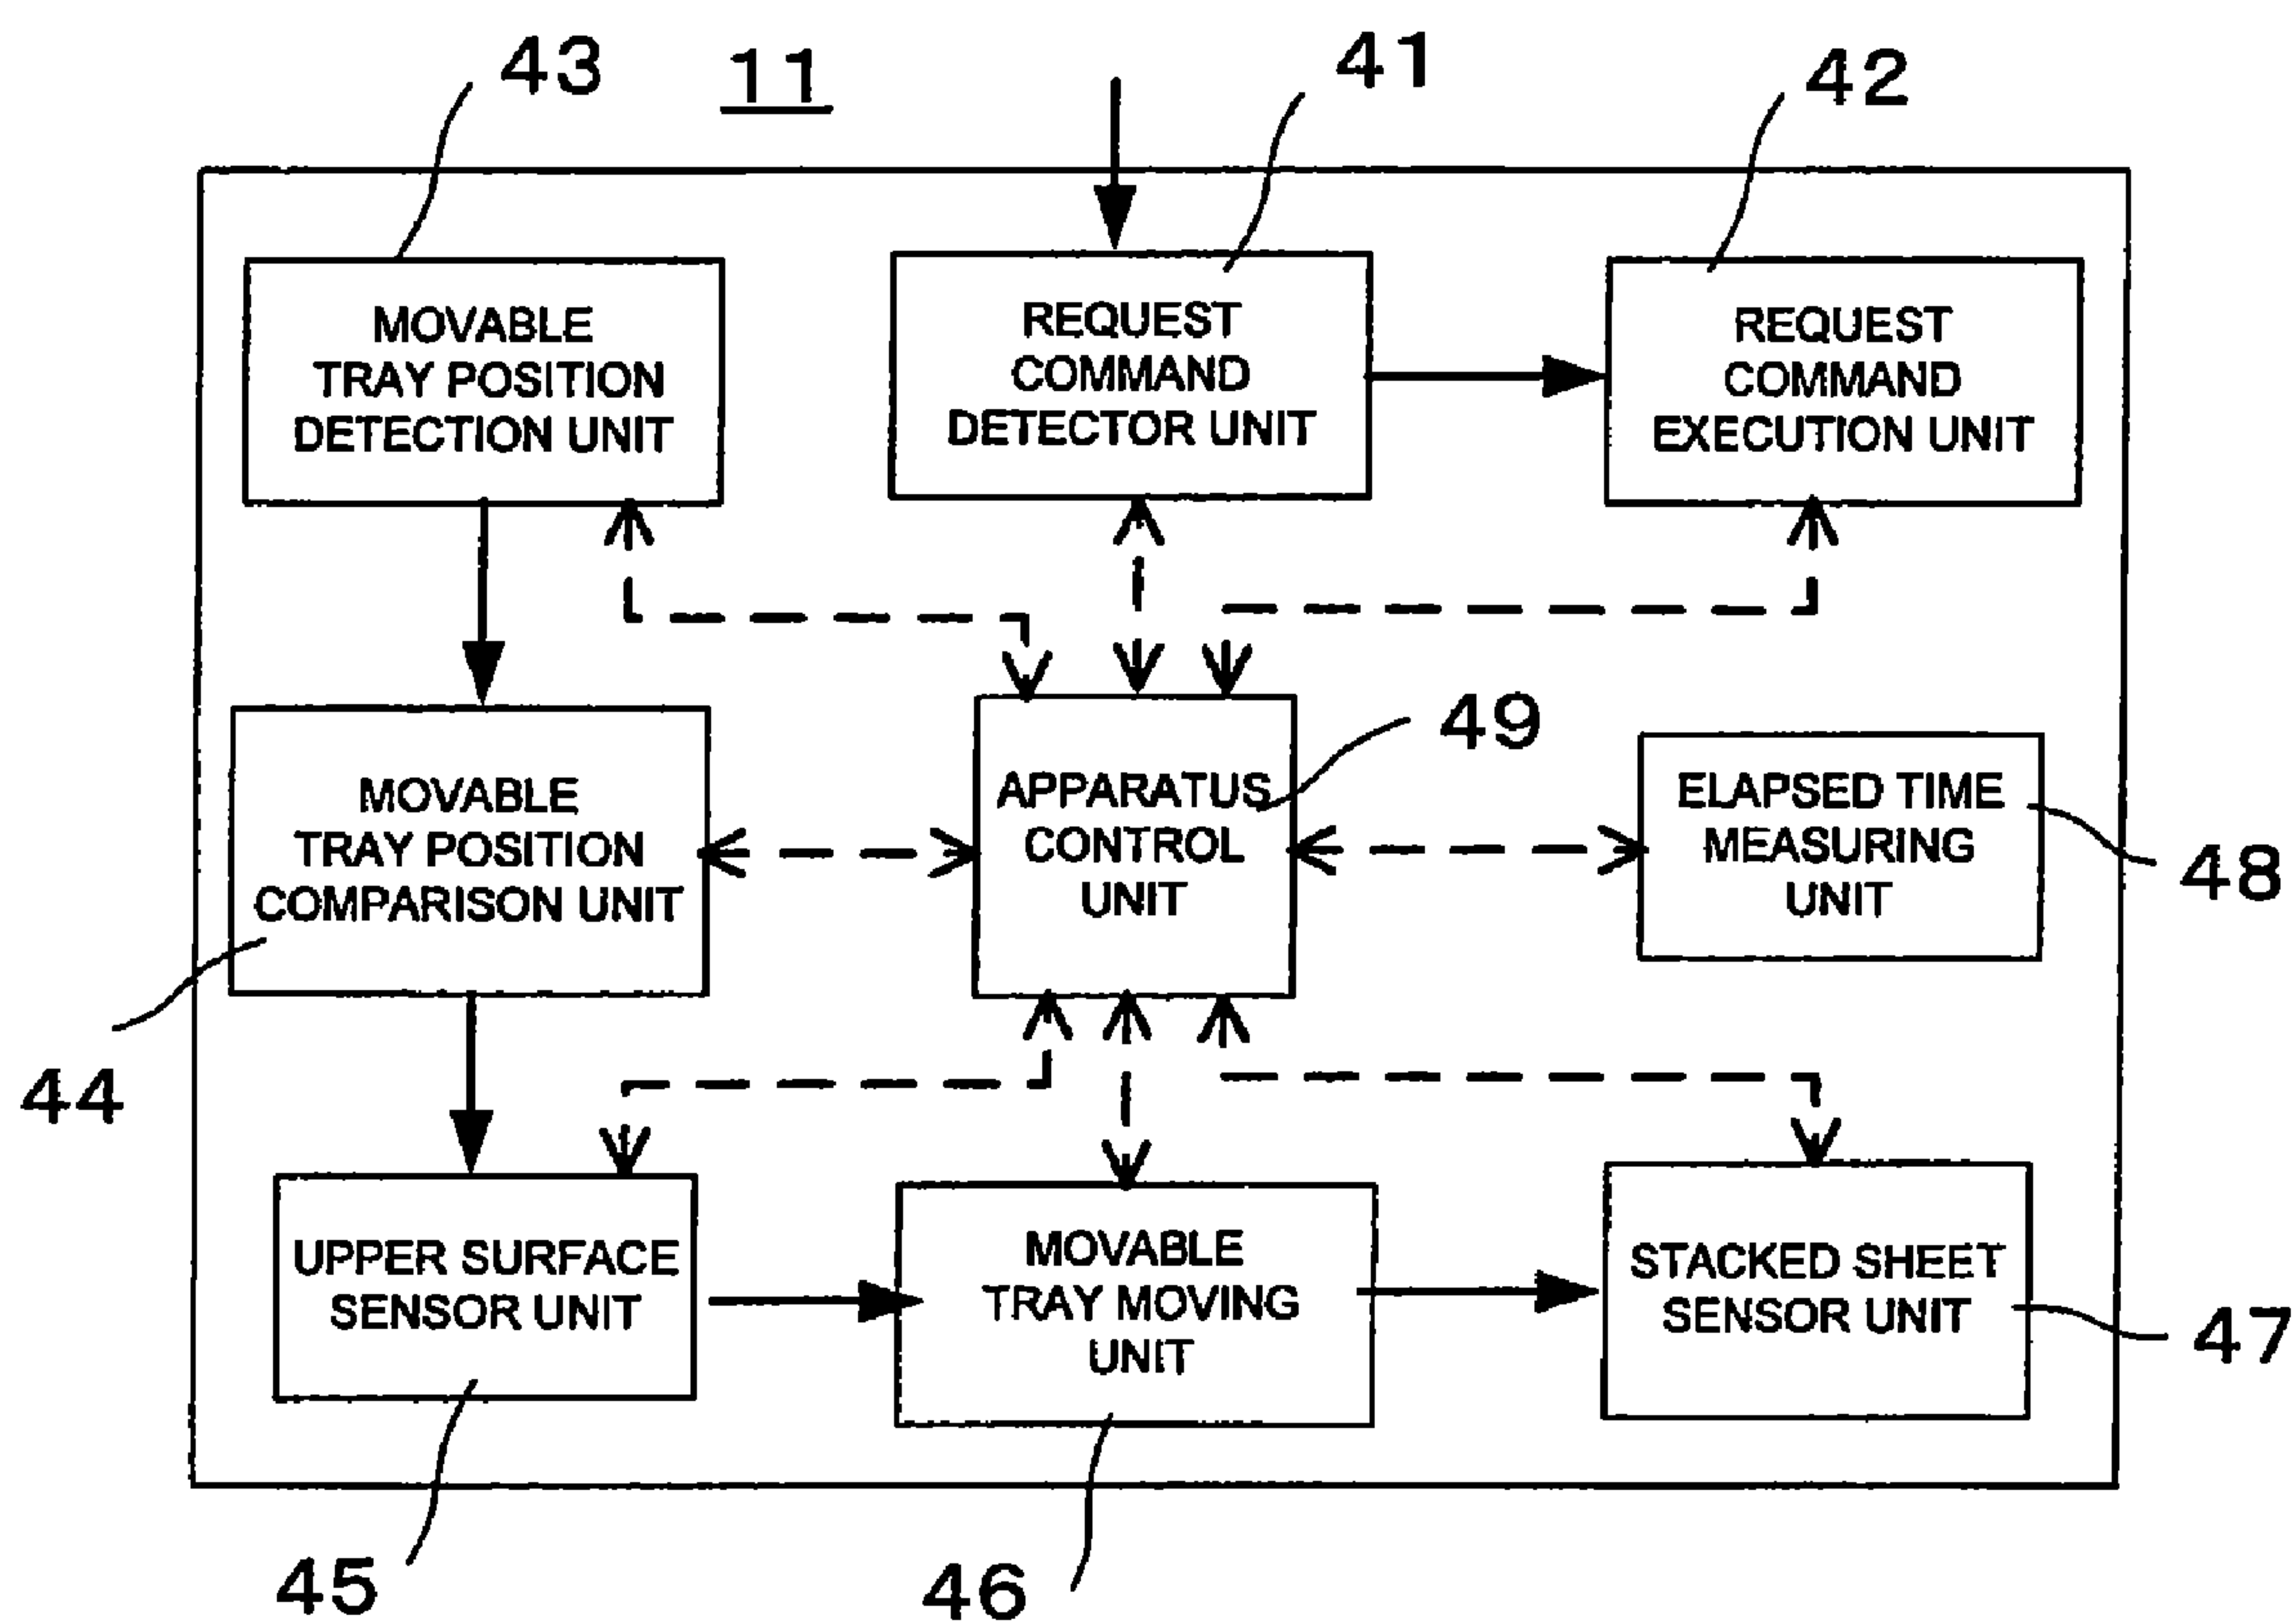 43
11
41
42
MOVABLE
TRAY POSITION
DETECTION UNIT
REQUEST
COMMAND
DETECTOR UNIT
REQUEST
COMMAND
EXECUTION UNIT
MOVABLE
TRAY POSITION
COMPARISON UNIT
44
APPARATUS
CONTROL
UNIT
49
ELAPSED TIME
MEASURING
UNIT
48
UPPER SURFACE
SENSOR UNIT
45
MOVABLE
TRAY MOVING
UNIT
46
STACKED SHEET
SENSOR UNIT
47